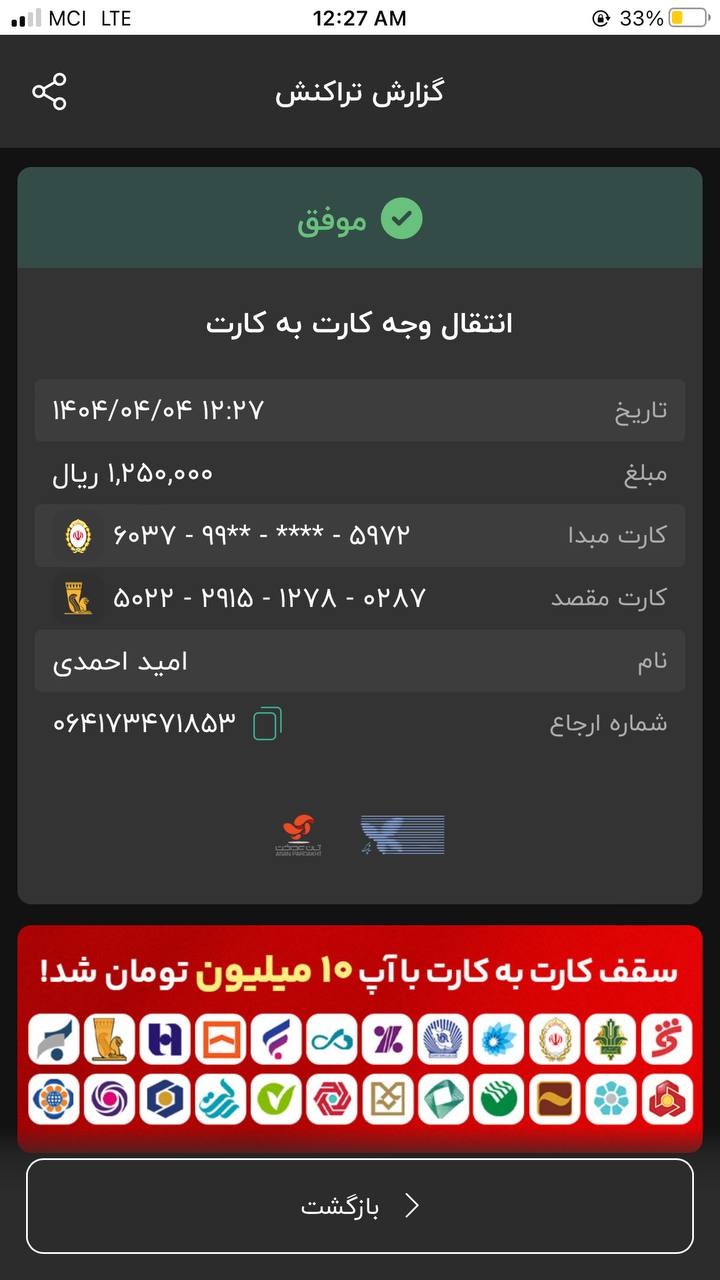 MCI LTE 12:27 AM 33%
گزارش تراکنش
موفق
انتقال وجه کارت به کارت
تاریخ ۱۴۰۴/۰۴/۰۴ ۱۲:۲۷
مبلغ ۱,۲۵۰,۰۰۰ ریال
کارت مبدا ۶۰۳۷ - ۹۹** - **** - ۵۹۷۲
کارت مقصد ۵۰۲۲ - ۲۹۱۵ - ۱۲۷۸ - ۰۲۸۷
نام امید احمدی
شماره ارجاع ۰۶۴۱۷۳۴۷۱۸۵۳
آسان پرداخت
ASAN PARDAKHT
سقف کارت به کارت با آپ ۱۰ میلیون تومان شد!
بازگشت